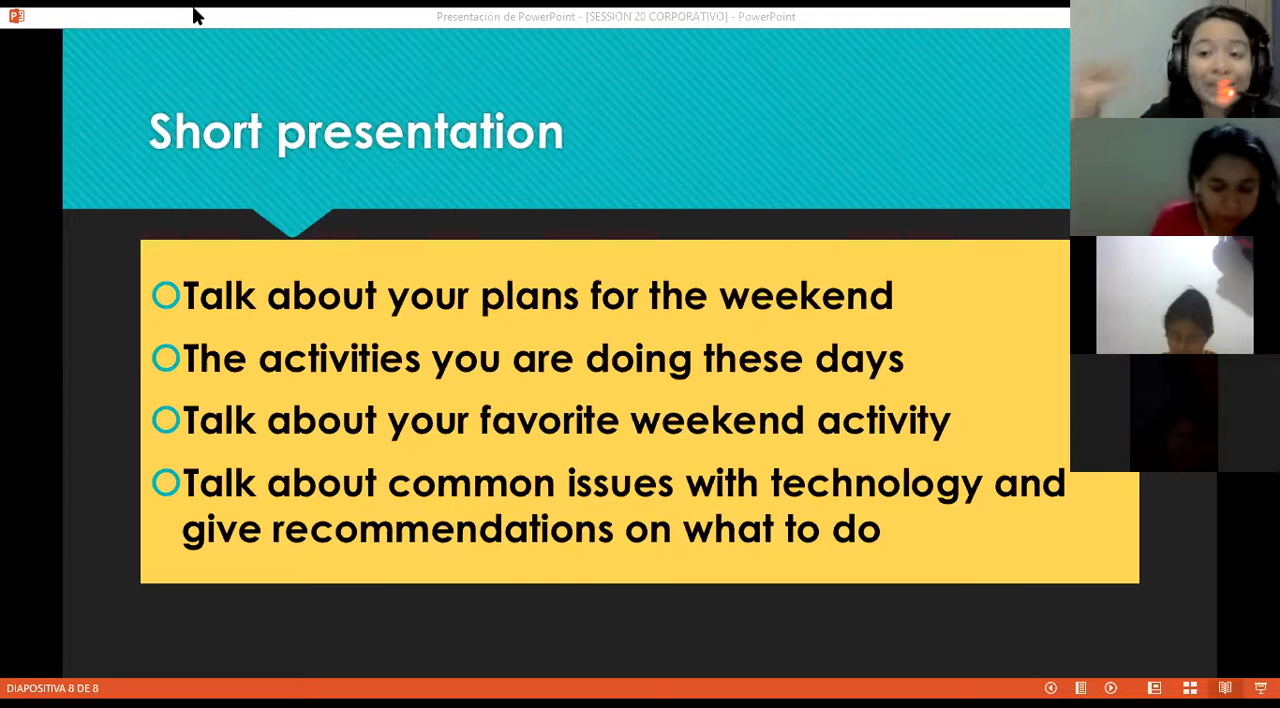 Presentación de PowerPoint - [SESSION 20 CORPORATIVO] - PowerPoint
Short presentation
Talk about your plans for the weekend
The activities you are doing these days
Talk about your favorite weekend activity
Talk about common issues with technology and
give recommendations on what to do
DIAPOSITIVA 8 DE 8